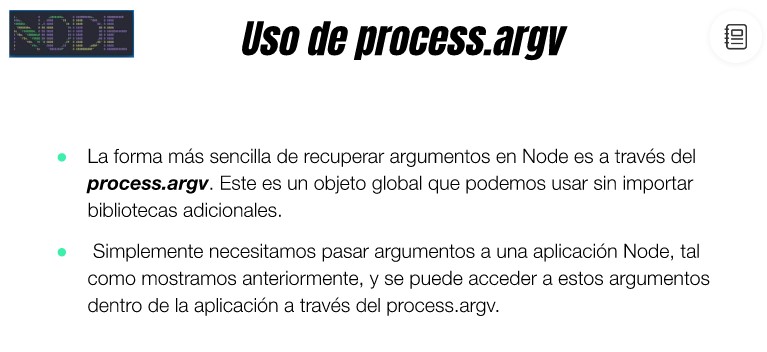 NODE
Uso de process.argv
La forma más sencilla de recuperar argumentos en Node es a través del
process.argv. Este es un objeto global que podemos usar sin importar
bibliotecas adicionales.
Simplemente necesitamos pasar argumentos a una aplicación Node, tal
como mostramos anteriormente, y se puede acceder a estos argumentos
dentro de la aplicación a través del process.argv.